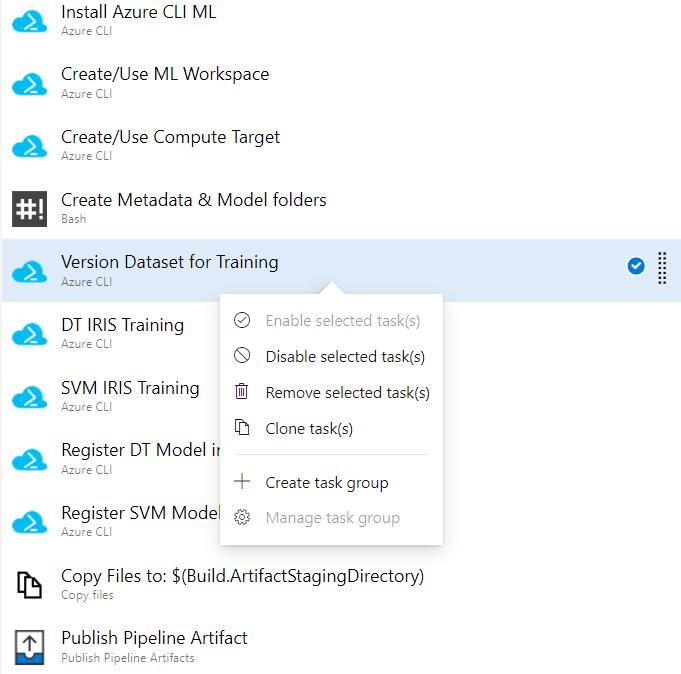 Install Azure CLI ML
Azure CLI
Create/Use ML Workspace
Azure CLI
Create/Use Compute Target
Azure CLI
#!
Create Metadata & Model folders
Bash
Version Dataset for Training
Azure CLI
DT IRIS Training
Azure CLI
SVM IRIS Training
Azure CLI
Register DT Model in
Azure CLI
Register SVM Model
Azure CLI
Copy Files to: $(Build.ArtifactStagingDirectory)
Copy files
Publish Pipeline Artifact
Publish Pipeline Artifacts
Enable selected task(s)
Disable selected task(s)
Remove selected task(s)
Clone task(s)
Create task group
Manage task group